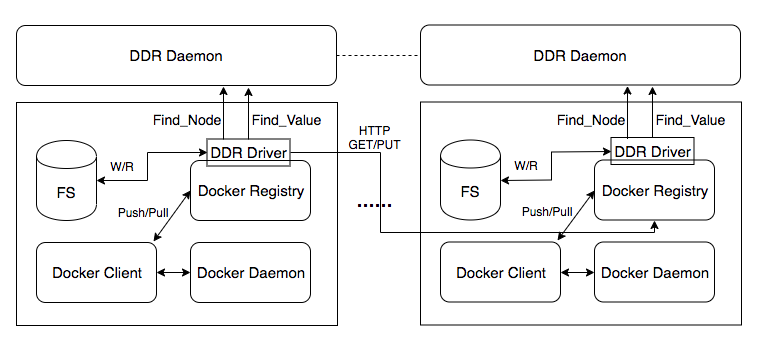 DDR Daemon
DDR Daemon
Find_Node
Find_Value
Find_Node
Find_Value
HTTP
GET/PUT
DDR Driver
DDR Driver
W/R
W/R
FS
Docker Registry
FS
Docker Registry
......
Push/Pull
Push/Pull
Docker Client
Docker Daemon
Docker Client
Docker Daemon